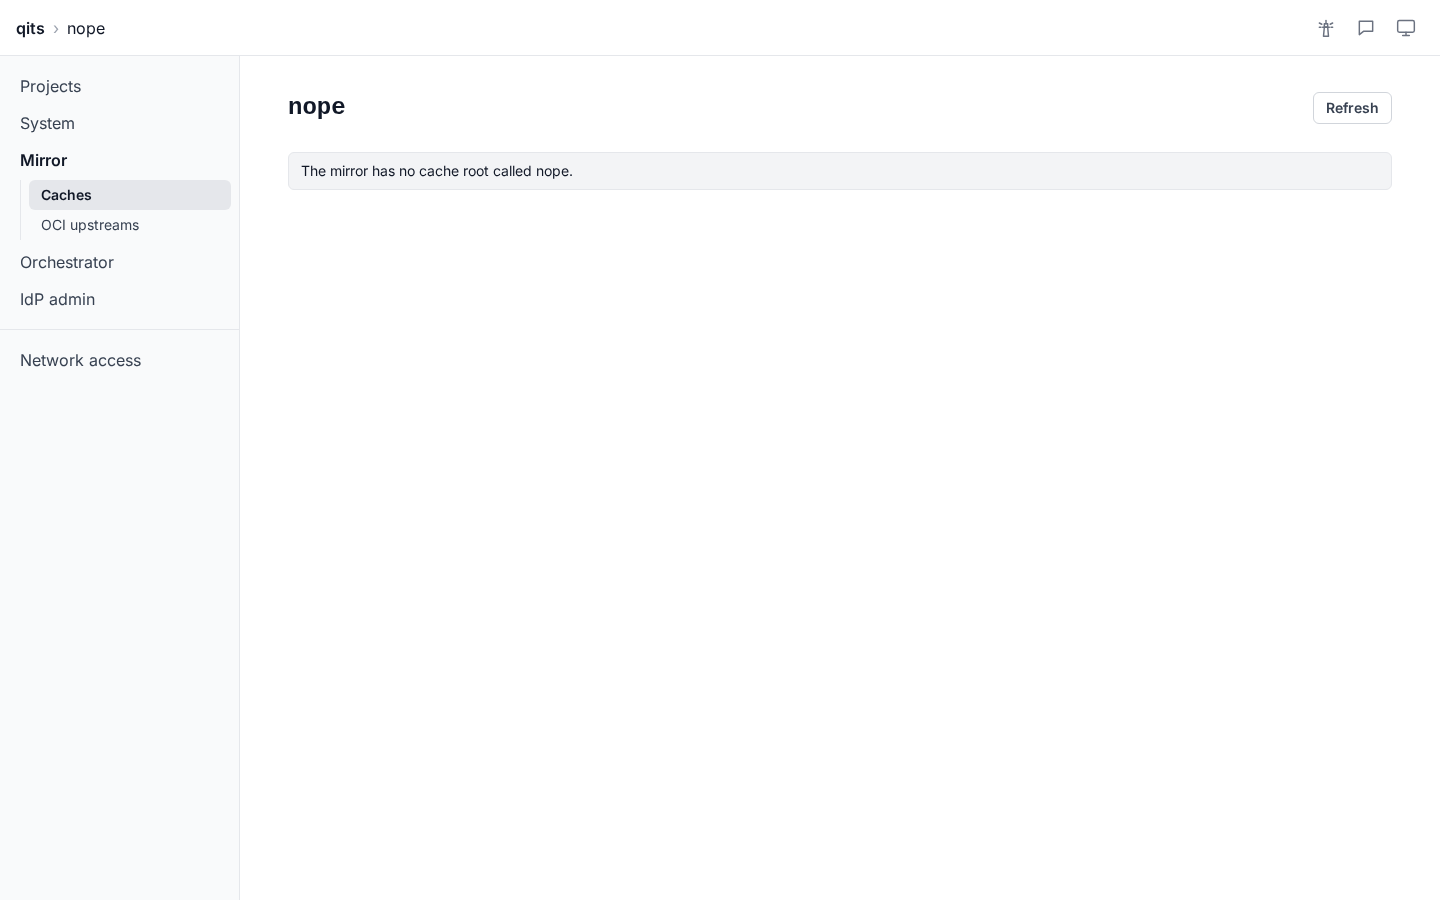 qits › nope
Projects
System
Mirror
Caches
OCI upstreams
Orchestrator
IdP admin
Network access
nope
Refresh
The mirror has no cache root called nope.